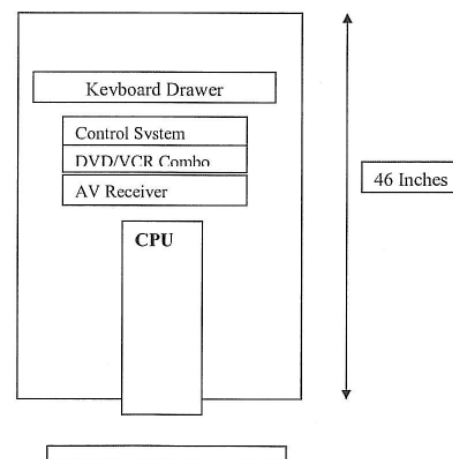 Keyboard Drawer
Control System
DVD/VCR Combo
AV Receiver
46 Inches
CPU